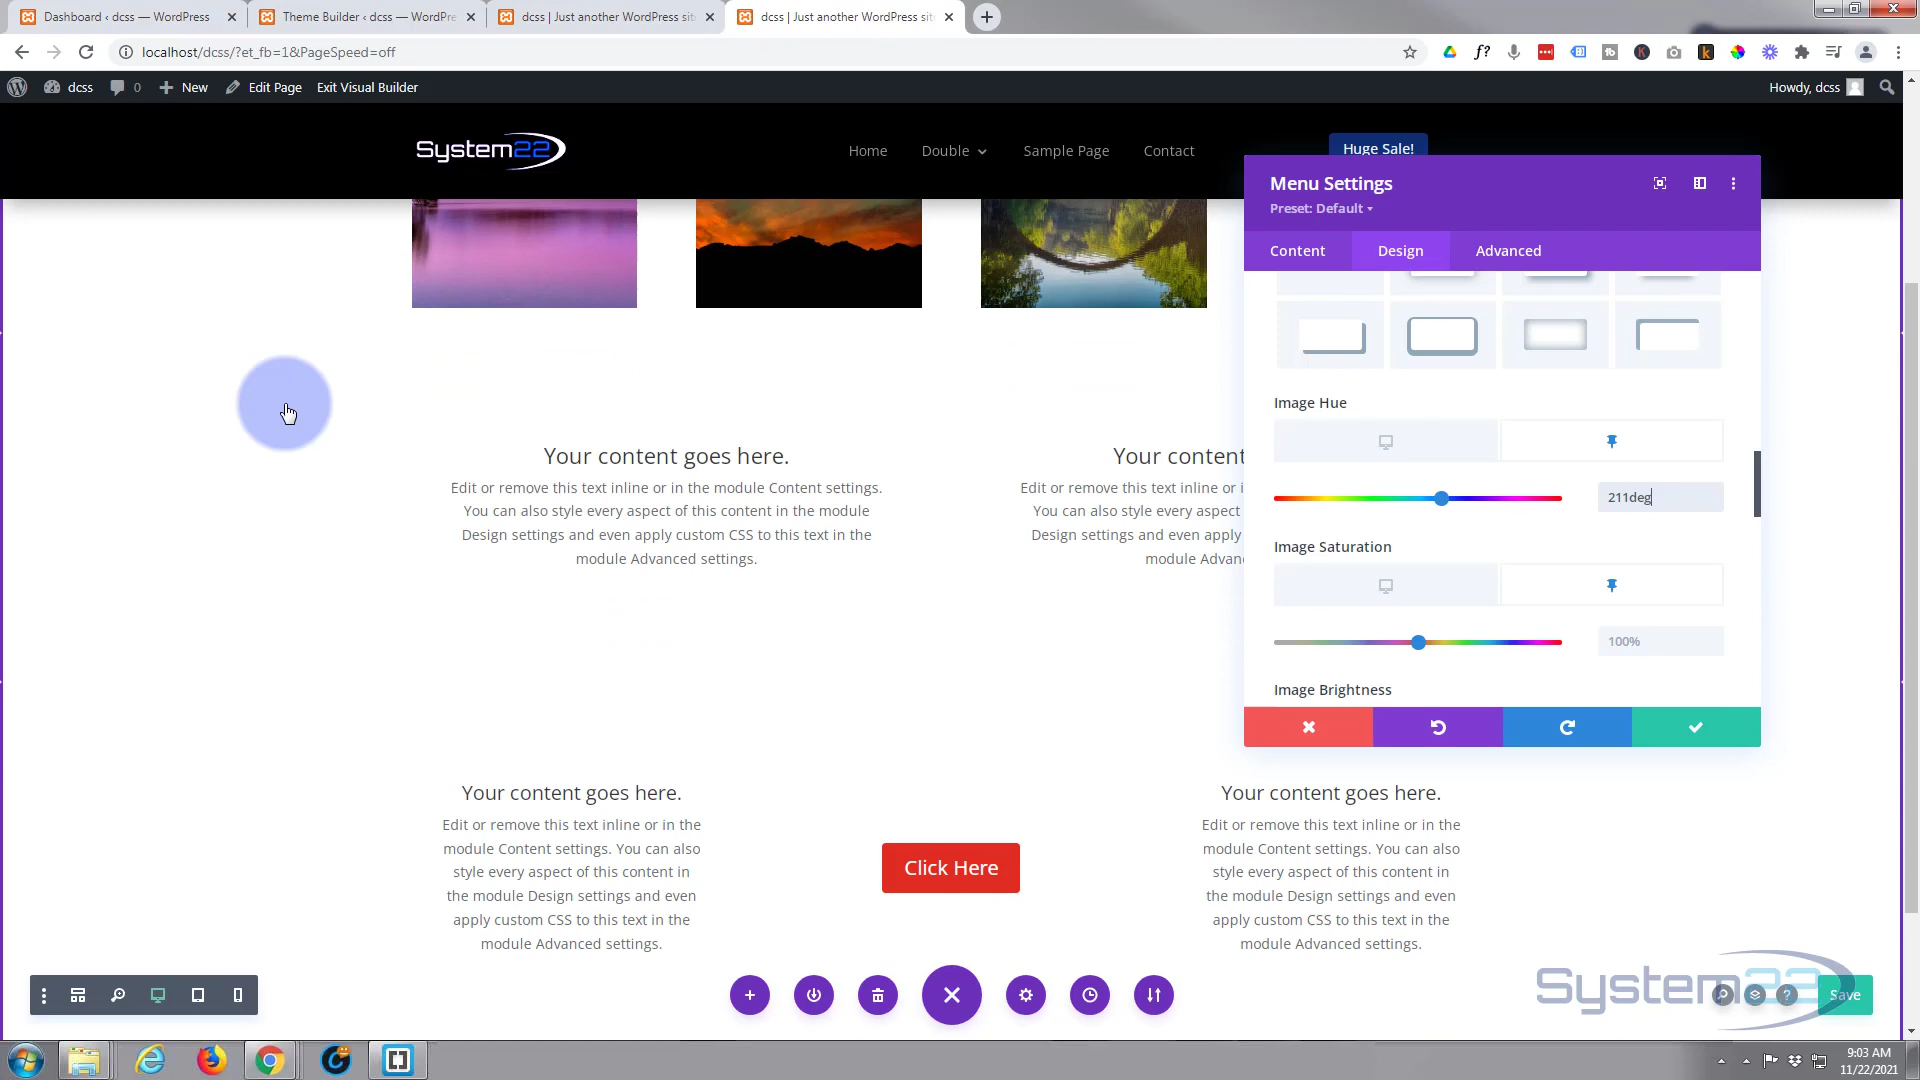 Dashboard ‹ dcss — WordPress
Theme Builder ‹ dcss — WordPre
dcss | Just another WordPress sit
dcss | Just another WordPress sit
localhost/dcss/?et_fb=1&PageSpeed=off
dcss
0
New
Edit Page
Exit Visual Builder
Howdy, dcss
System22
Home
Double
Sample Page
Contact
Huge Sale!
Menu Settings
Preset: Default
Content
Design
Advanced
Image Hue
211deg
Image Saturation
100%
Image Brightness
Your content goes here.
Edit or remove this text inline or in the module Content settings.
You can also style every aspect of this content in the module
Design settings and even apply custom CSS to this text in the
module Advanced settings.
Your content
Edit or remove this text inline or i
You can also style every aspect
Design settings and even apply
module Advan
Your content goes here.
Edit or remove this text inline or in the
module Content settings. You can also
style every aspect of this content in
the module Design settings and even
apply custom CSS to this text in the
module Advanced settings.
Click Here
Your content goes here.
Edit or remove this text inline or in the
module Content settings. You can also
style every aspect of this content in
the module Design settings and even
apply custom CSS to this text in the
module Advanced settings.
System22
Save
9:03 AM
11/22/2021